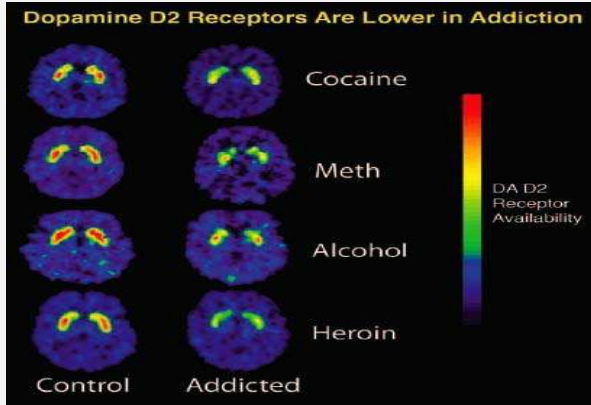 Dopamine D2 Receptors Are Lower in Addiction
Cocaine
Meth
DA D2
Receptor
Availability
Alcohol
Heroin
Control Addicted